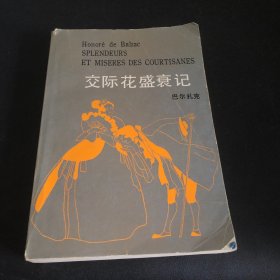 Honoré de Balzac
SPLENDEURS
ET MISERES DES COURTISANES
交际花盛衰记
巴尔扎克